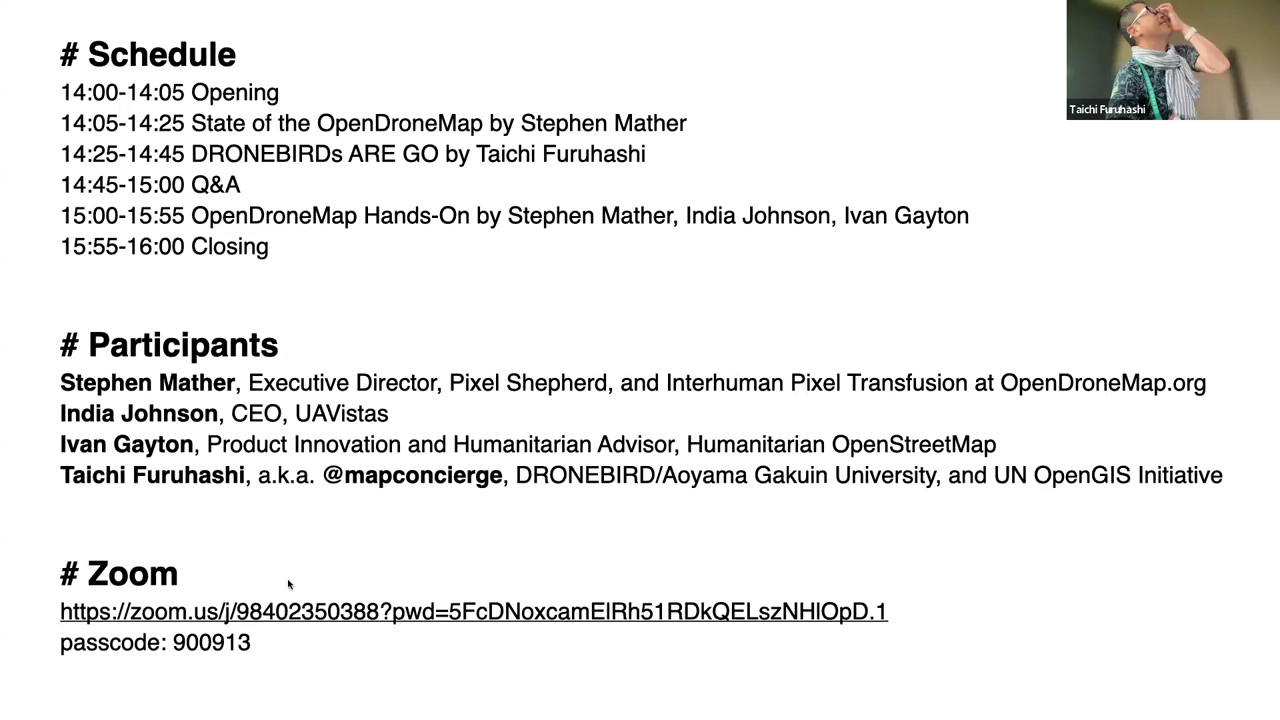 # Schedule
14:00-14:05 Opening
14:05-14:25 State of the OpenDroneMap by Stephen Mather
14:25-14:45 DRONEBIRDs ARE GO by Taichi Furuhashi
14:45-15:00 Q&A
15:00-15:55 OpenDroneMap Hands-On by Stephen Mather, India Johnson, Ivan Gayton
15:55-16:00 Closing
# Participants
Stephen Mather, Executive Director, Pixel Shepherd, and Interhuman Pixel Transfusion at OpenDroneMap.org
India Johnson, CEO, UAVistas
Ivan Gayton, Product Innovation and Humanitarian Advisor, Humanitarian OpenStreetMap
Taichi Furuhashi, a.k.a. @mapconcierge, DRONEBIRD/Aoyama Gakuin University, and UN OpenGIS Initiative
# Zoom
https://zoom.us/j/98402350388?pwd=5FcDNoxcamElRh51RDkQELszNHlOpD.1
passcode: 900913
Taichi Furuhashi